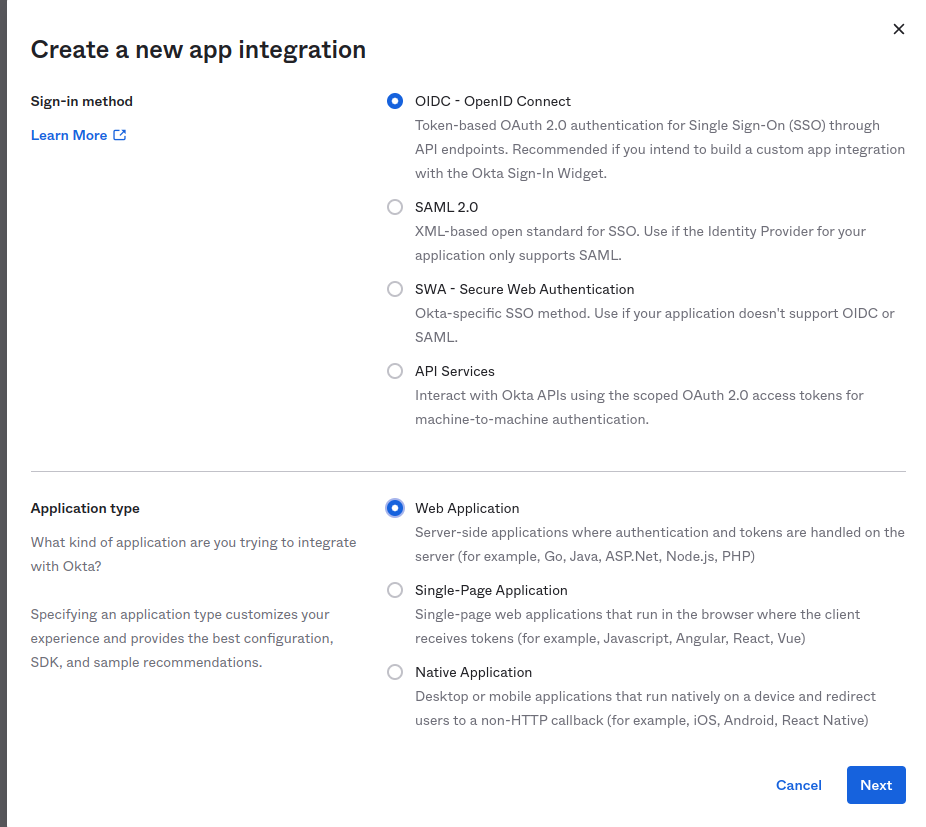 Create a new app integration
Sign-in method
Learn More
OIDC - OpenID Connect
Token-based OAuth 2.0 authentication for Single Sign-On (SSO) through
API endpoints. Recommended if you intend to build a custom app integration
with the Okta Sign-In Widget.
SAML 2.0
XML-based open standard for SSO. Use if the Identity Provider for your
application only supports SAML.
SWA - Secure Web Authentication
Okta-specific SSO method. Use if your application doesn't support OIDC or
SAML.
API Services
Interact with Okta APIs using the scoped OAuth 2.0 access tokens for
machine-to-machine authentication.
Application type
What kind of application are you trying to integrate
with Okta?
Specifying an application type customizes your
experience and provides the best configuration,
SDK, and sample recommendations.
Web Application
Server-side applications where authentication and tokens are handled on the
server (for example, Go, Java, ASP.Net, Node.js, PHP)
Single-Page Application
Single-page web applications that run in the browser where the client
receives tokens (for example, Javascript, Angular, React, Vue)
Native Application
Desktop or mobile applications that run natively on a device and redirect
users to a non-HTTP callback (for example, iOS, Android, React Native)
Cancel
Next